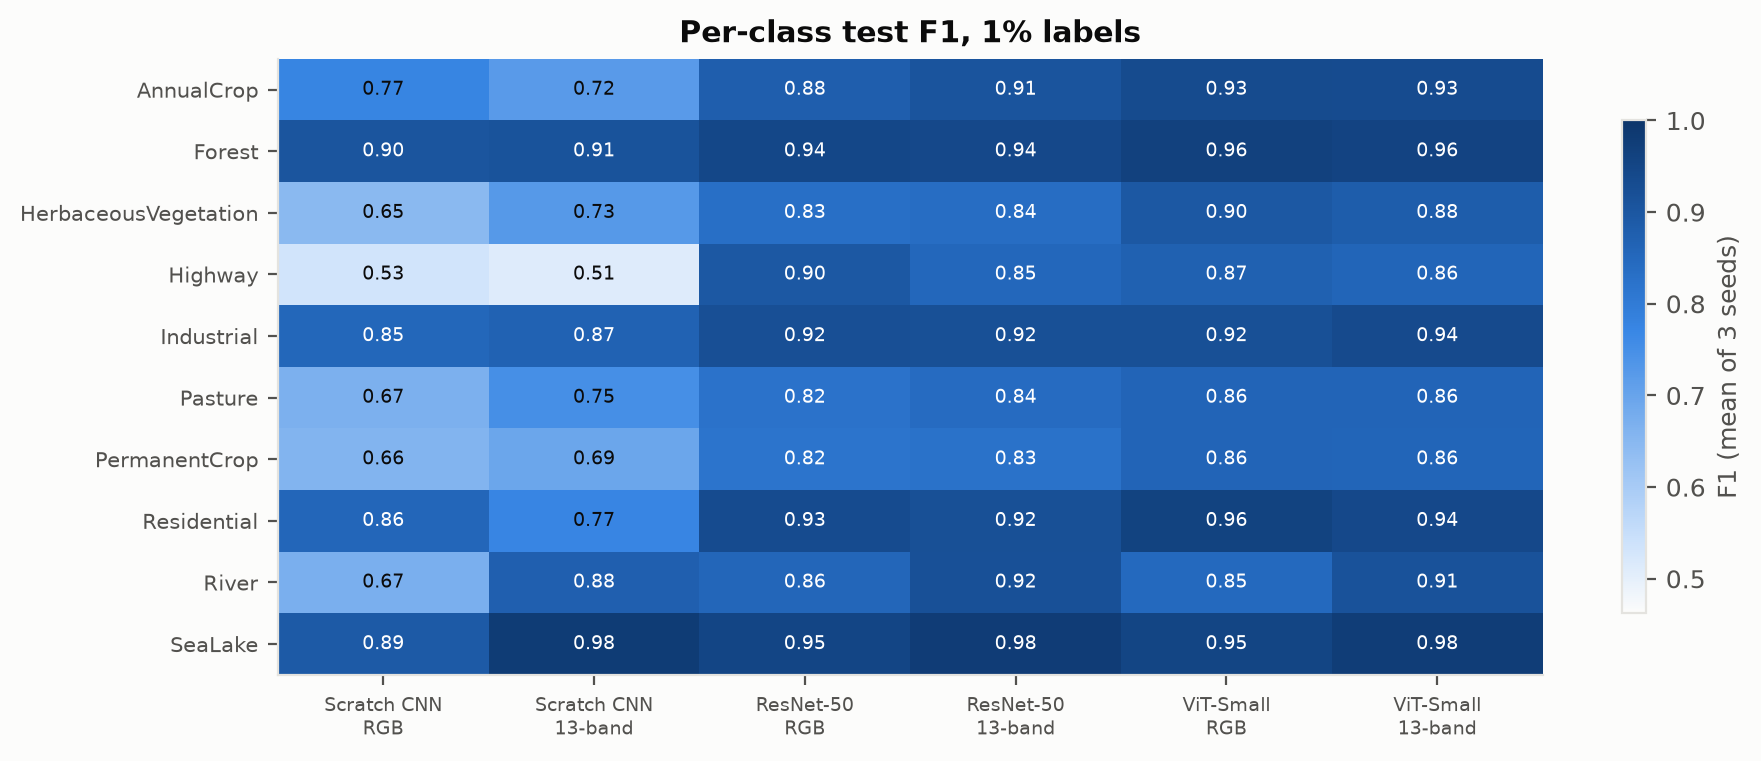 Per-class test F1, 1% labels
AnnualCrop 0.77 0.72 0.88 0.91 0.93 0.93
Forest 0.90 0.91 0.94 0.94 0.96 0.96
HerbaceousVegetation 0.65 0.73 0.83 0.84 0.90 0.88
Highway 0.53 0.51 0.90 0.85 0.87 0.86
Industrial 0.85 0.87 0.92 0.92 0.92 0.94
Pasture 0.67 0.75 0.82 0.84 0.86 0.86
PermanentCrop 0.66 0.69 0.82 0.83 0.86 0.86
Residential 0.86 0.77 0.93 0.92 0.96 0.94
River 0.67 0.88 0.86 0.92 0.85 0.91
SeaLake 0.89 0.98 0.95 0.98 0.95 0.98
Scratch CNN Scratch CNN ResNet-50 ResNet-50 ViT-Small ViT-Small
RGB 13-band RGB 13-band RGB 13-band
1.0
0.9
0.8
0.7
0.6
0.5
F1 (mean of 3 seeds)